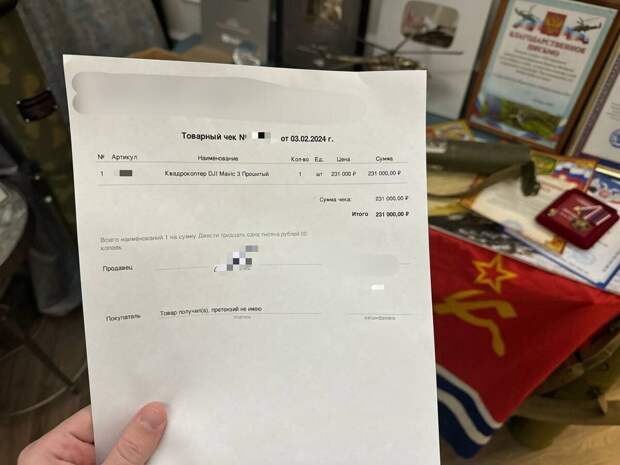 Товарный чек № от 03.02.2024 г.
№ Артикул Наименование Кол-во Ед. Цена Сумма
1 Квадрокоптер DJI Mavic 3 Прошитый 1 шт 231 000 ₽ 231 000,00 ₽
Сумма чека: 231 000,00 ₽
Итого 231 000,00 ₽
Всего наименований 1 на сумму Двести тридцать одна тысяча рублей 00
копеек
Продавец
Товар получил(а), претензий не имею
Покупатель
БЛАГОДАРСТВЕННОЕ
ПИСЬМО